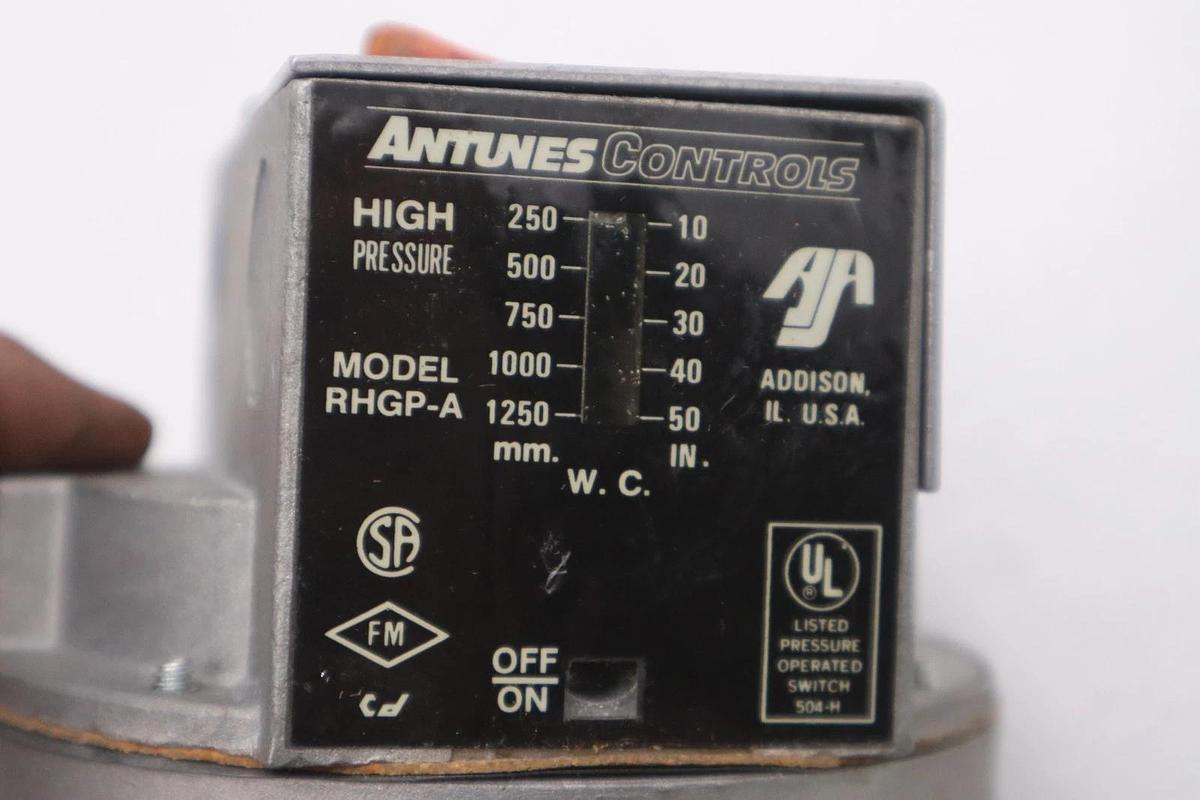 ANTUNES CONTROLS
HIGH
PRESSURE
250 10
500 20
750 30
1000 40
1250 50
mm. IN.
W. C.
MODEL
RHGP-A
AJA
ADDISON,
IL. U.S.A.
SA
FM
OFF
ON
UL
®
LISTED
PRESSURE
OPERATED
SWITCH
504-H